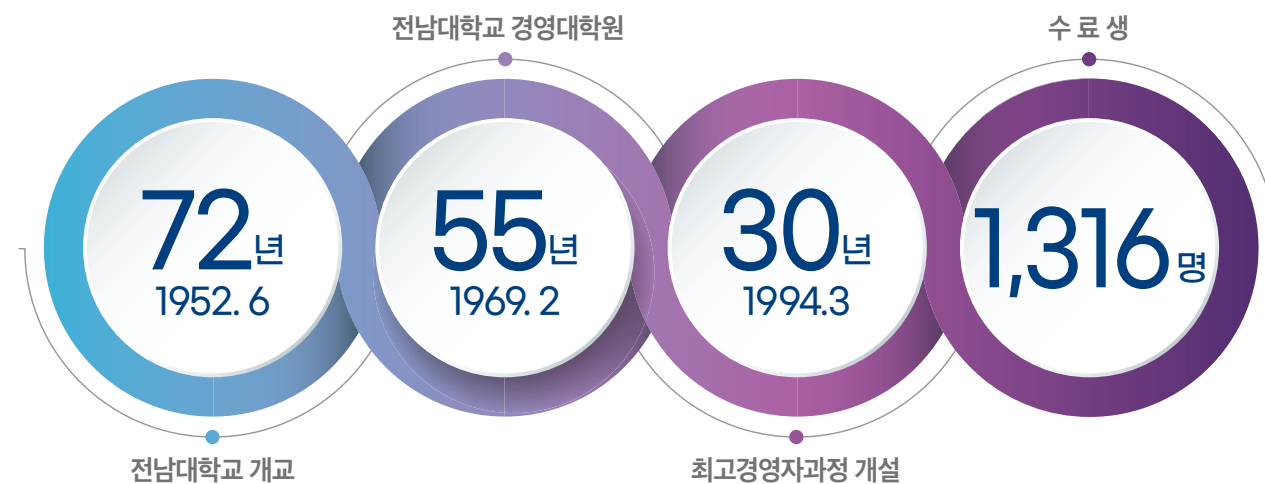 전남대학교 경영대학원
수 료 생
72년
1952. 6
55년
1969. 2
30년
1994.3
1,316명
전남대학교 개교
최고경영자과정 개설